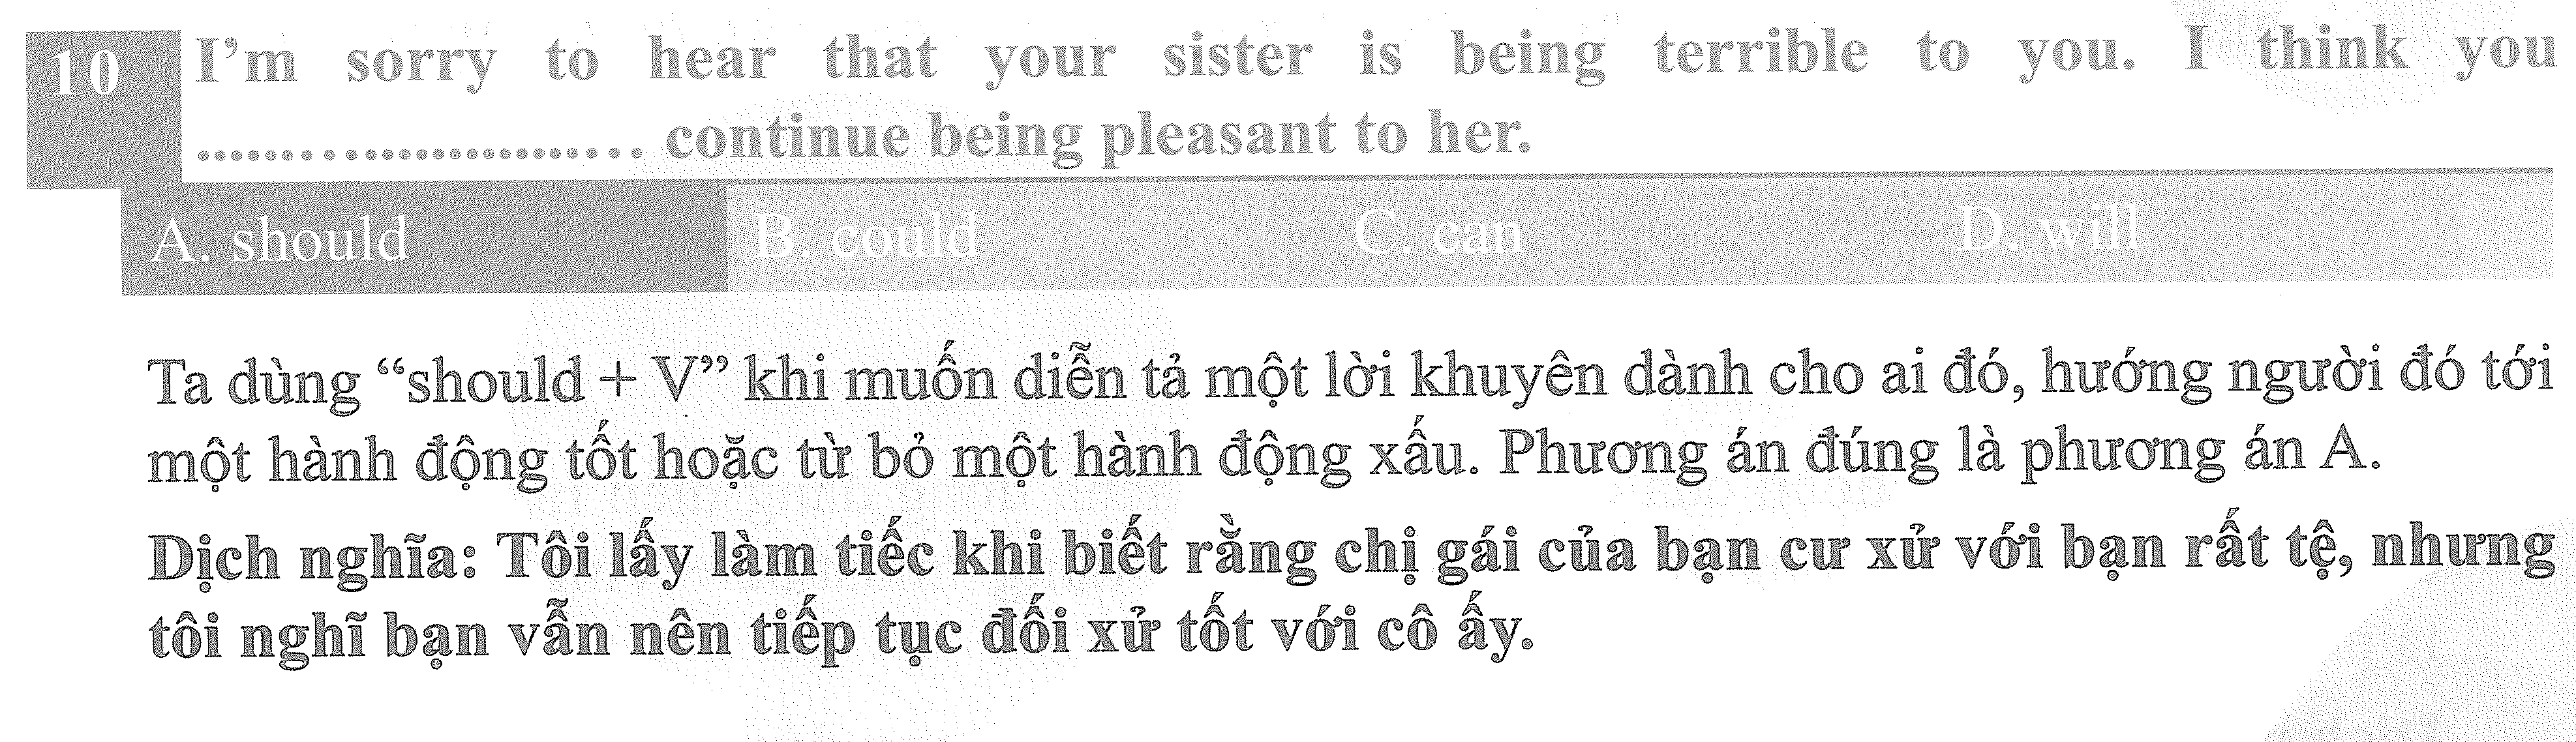 10 I'm sorry to hear that your sister is being terrible to you. I think you
........................ continue being pleasant to her.
A. should B. could C. can D. will
Ta dùng “should + V” khi muốn diễn tả một lời khuyên dành cho ai đó, hướng người đó tới
một hành động tốt hoặc từ bỏ một hành động xấu. Phương án đúng là phương án A.
Dịch nghĩa: Tôi lấy làm tiếc khi biết rằng chị gái của bạn cư xử với bạn rất tệ, nhưng
tôi nghĩ bạn vẫn nên tiếp tục đối xử tốt với cô ấy.